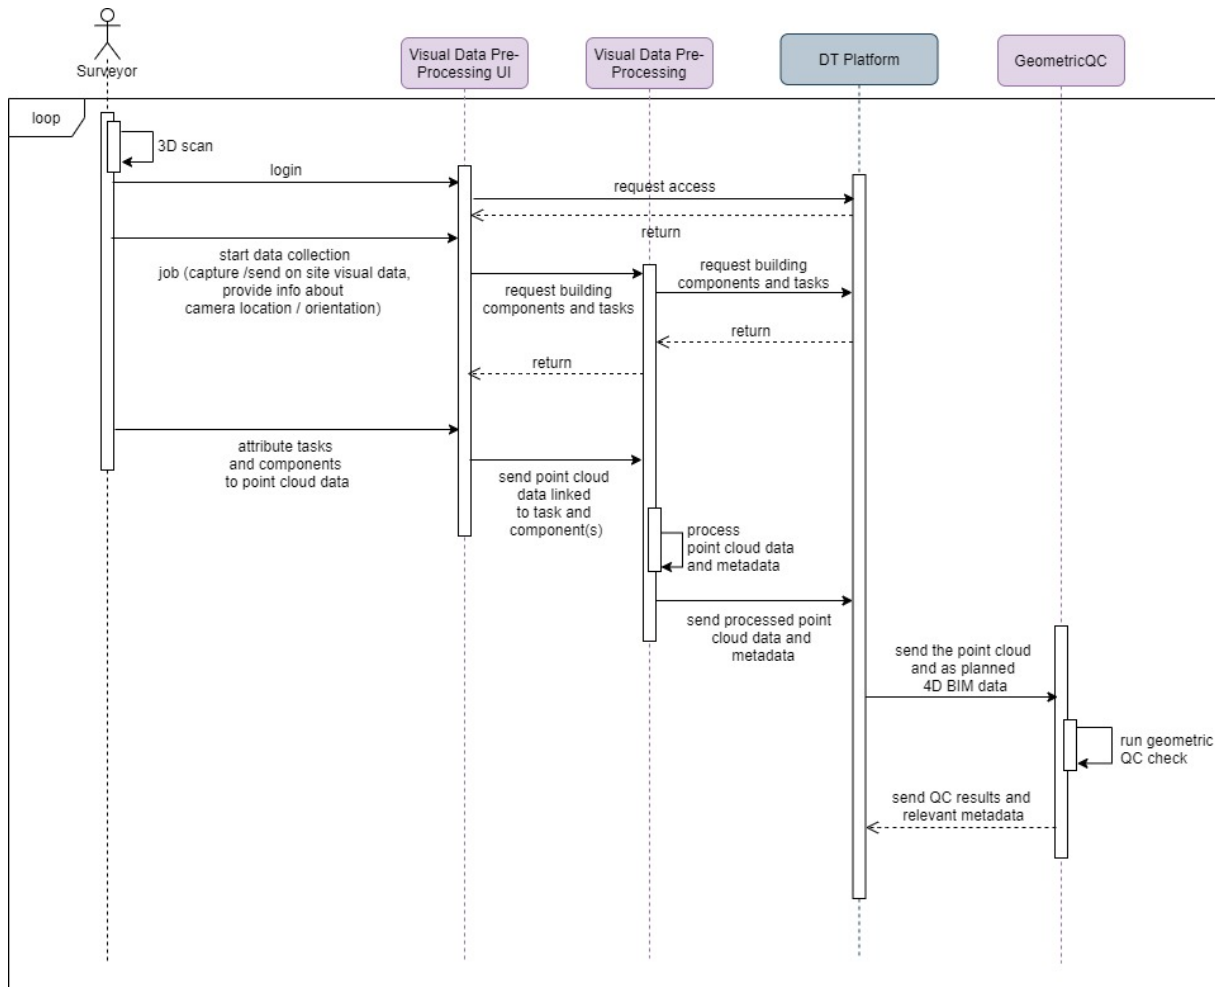 Surveyor
Visual Data Pre-
Processing UI
Visual Data Pre-
Processing
DT Platform
GeometricQC
loop
3D scan
login
request access
return
start data collection
job (capture /send on site visual data,
provide info about
camera location / orientation)
request building
components and tasks
request building
components and tasks
return
return
attribute tasks
and components
to point cloud data
send point cloud
data linked
to task and
component(s)
process
point cloud data
and metadata
send processed point
cloud data and
metadata
send the point cloud
and as planned
4D BIM data
run geometric
QC check
send QC results and
relevant metadata